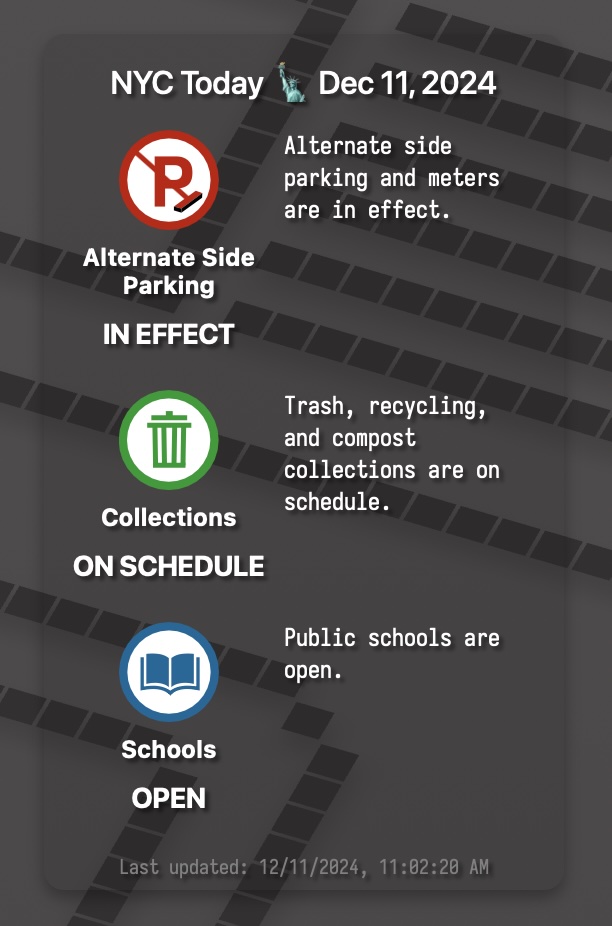 NYC Today 🗽 Dec 11, 2024
Alternate Side
Parking
IN EFFECT
Alternate side
parking and meters
are in effect.
Collections
ON SCHEDULE
Trash, recycling,
and compost
collections are on
schedule.
Schools
OPEN
Public schools are
open.
Last updated: 12/11/2024, 11:02:20 AM